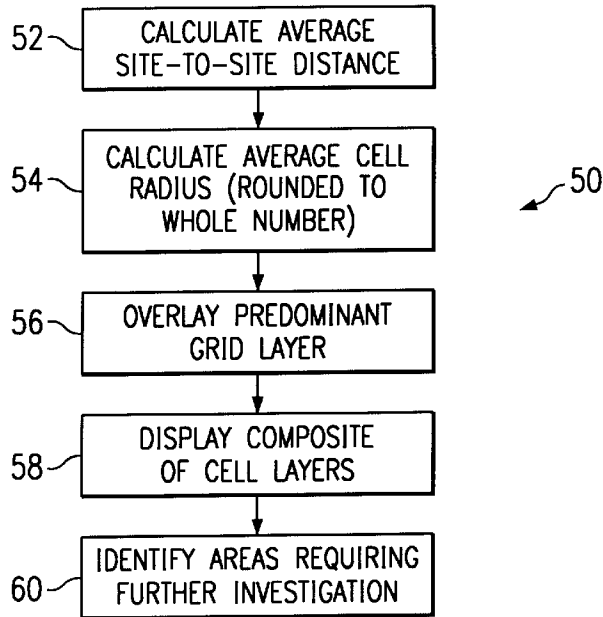 52
CALCULATE AVERAGE
SITE-TO-SITE DISTANCE
54
CALCULATE AVERAGE CELL
RADIUS (ROUNDED TO
WHOLE NUMBER)
50
56
OVERLAY PREDOMINANT
GRID LAYER
58
DISPLAY COMPOSITE
OF CELL LAYERS
60
IDENTIFY AREAS REQUIRING
FURTHER INVESTIGATION